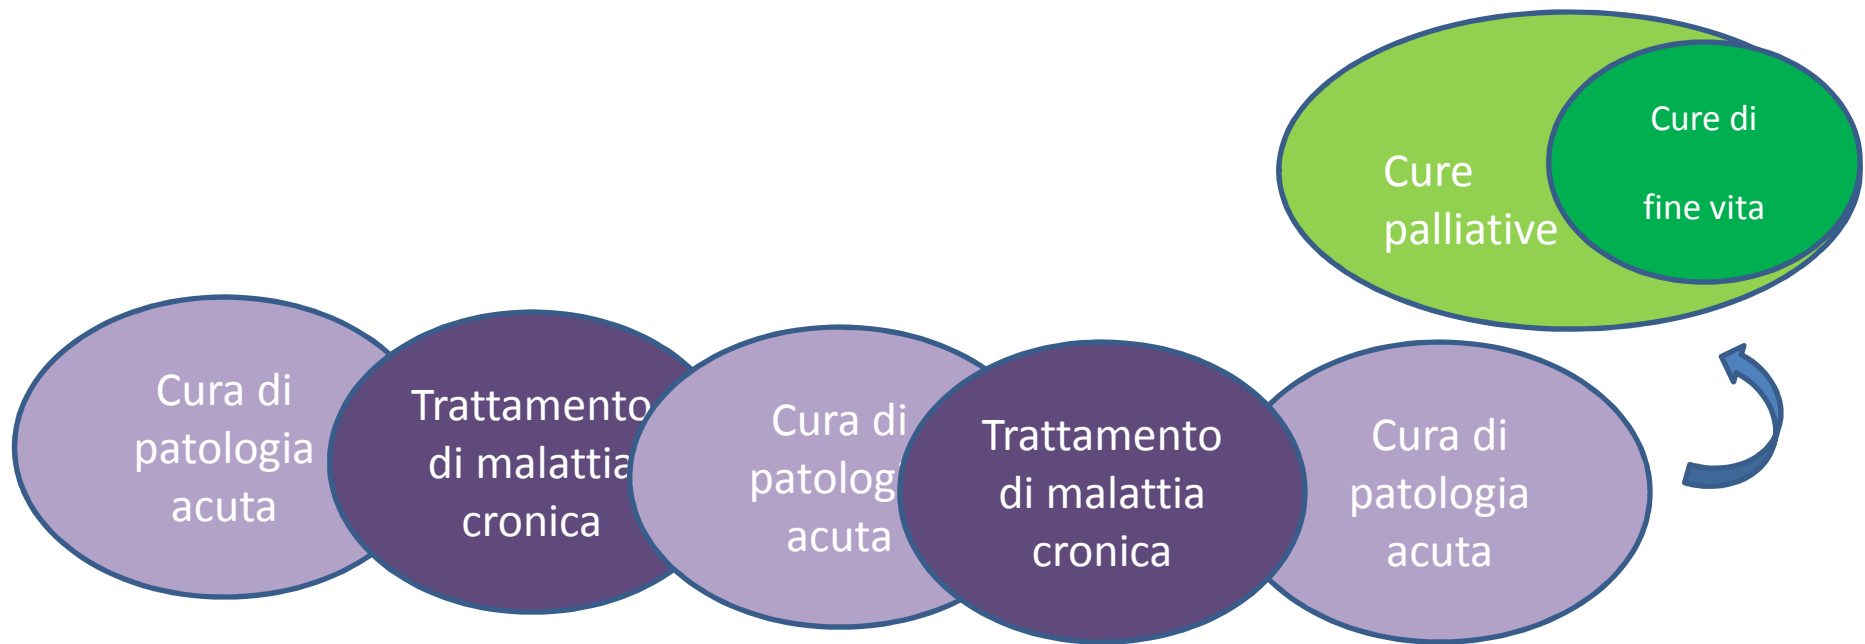 Cure di
fine vita
Cure
palliative
Cura di
patologia
acuta
Trattamento
di malattia
cronica
Cura di
patolog
acuta
Trattamento
di malattia
cronica
Cura di
patologia
acuta